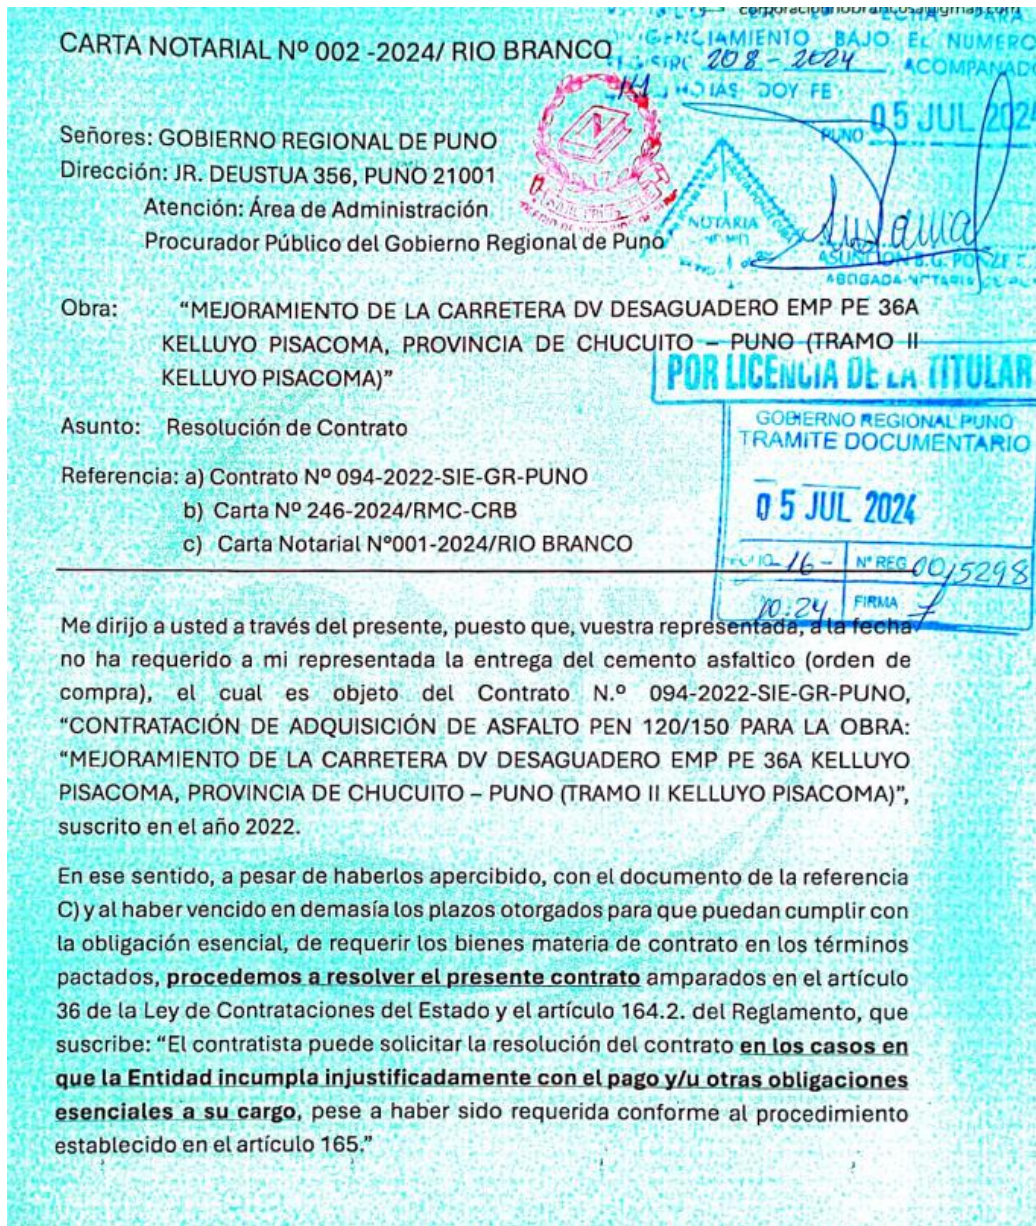 corporacionriobrancosa@gmail.com
CARTA NOTARIAL Nº 002 -2024/ RIO BRANCO
BAJO EL NUMERO
208 - 2024 ACOMPAÑADO
DOY FE
PUNO 05 JUL 202
Señores: GOBIERNO REGIONAL DE PUNO
Dirección: JR. DEUSTUA 356, PUNO 21001
Atención: Área de Administración
Procurador Público del Gobierno Regional de Puno
NOTARIA
ASUNCION B.G. PONZE C.
ABOGADA-NOTARIA
Obra: “MEJORAMIENTO DE LA CARRETERA DV DESAGUADERO EMP PE 36A
KELLUYO PISACOMA, PROVINCIA DE CHUCUITO – PUNO (TRAMO II
KELLUYO PISACOMA)”
POR LICENCIA DE LA TITULAR
Asunto: Resolución de Contrato
GOBIERNO REGIONAL PUNO
TRAMITE DOCUMENTARIO
05 JUL 2024
16 - Nº REG 0015298
10:24 FIRMA
Referencia: a) Contrato Nº 094-2022-SIE-GR-PUNO
b) Carta Nº 246-2024/RMC-CRB
c) Carta Notarial N°001-2024/RIO BRANCO
Me dirijo a usted a través del presente, puesto que, vuestra representada, a la fecha
no ha requerido a mi representada la entrega del cemento asfaltico (orden de
compra), el cual es objeto del Contrato N.º 094-2022-SIE-GR-PUNO,
“CONTRATACIÓN DE ADQUISICIÓN DE ASFALTO PEN 120/150 PARA LA OBRA:
“MEJORAMIENTO DE LA CARRETERA DV DESAGUADERO EMP PE 36A KELLUYO
PISACOMA, PROVINCIA DE CHUCUITO – PUNO (TRAMO II KELLUYO PISACOMA)”,
suscrito en el año 2022.
En ese sentido, a pesar de haberlos apercibido, con el documento de la referencia
C) y al haber vencido en demasía los plazos otorgados para que puedan cumplir con
la obligación esencial, de requerir los bienes materia de contrato en los términos
pactados, procedemos a resolver el presente contrato amparados en el artículo
36 de la Ley de Contrataciones del Estado y el artículo 164.2. del Reglamento, que
suscribe: “El contratista puede solicitar la resolución del contrato en los casos en
que la Entidad incumpla injustificadamente con el pago y/u otras obligaciones
esenciales a su cargo, pese a haber sido requerida conforme al procedimiento
establecido en el artículo 165.”